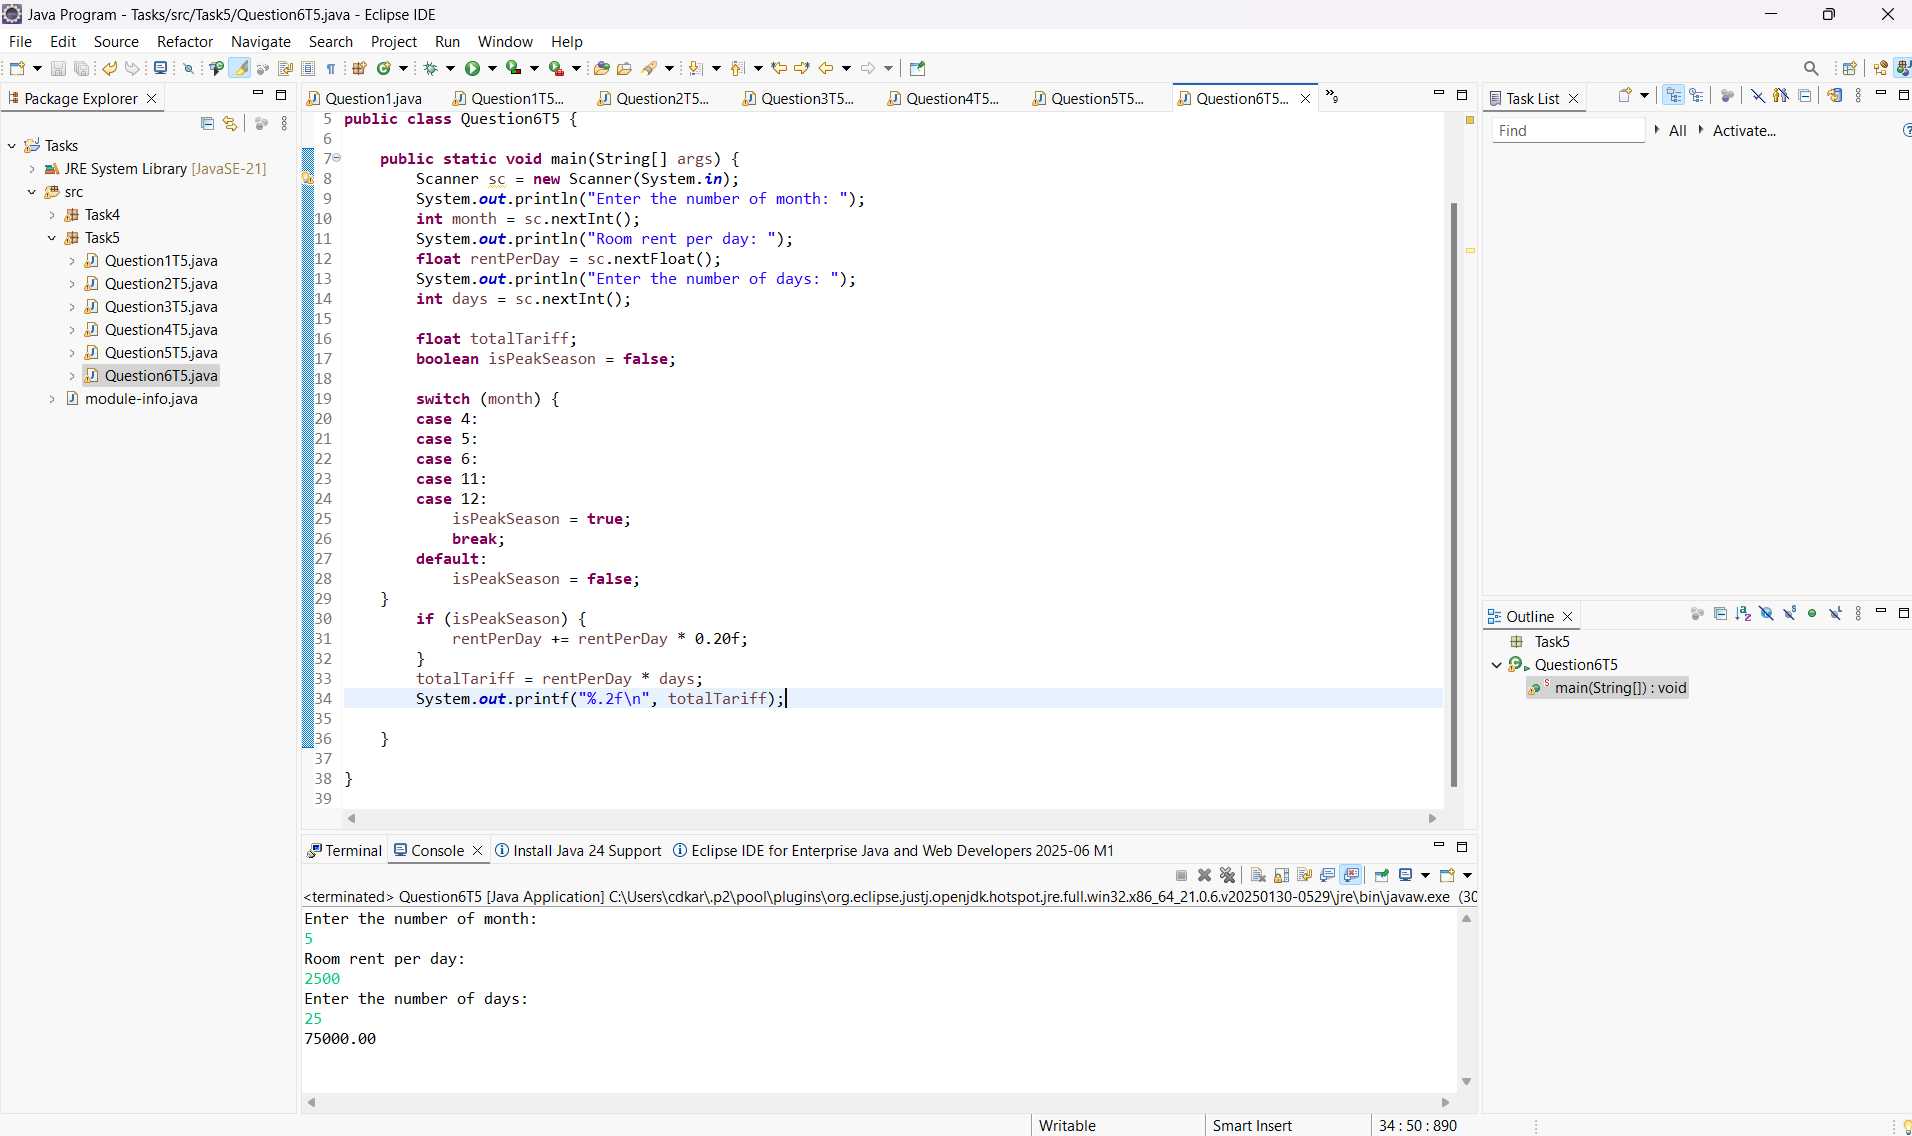 Java Program - Tasks/src/Task5/Question6T5.java - Eclipse IDE
File Edit Source Refactor Navigate Search Project Run Window Help
Package Explorer
Tasks
JRE System Library [JavaSE-21]
src
Task4
Task5
Question1T5.java
Question2T5.java
Question3T5.java
Question4T5.java
Question5T5.java
Question6T5.java
module-info.java
Question1.java Question1T5... Question2T5... Question3T5... Question4T5... Question5T5... Question6T5... »9
5 public class Question6T5 {
6
7 public static void main(String[] args) {
8 Scanner sc = new Scanner(System.in);
9 System.out.println("Enter the number of month: ");
10 int month = sc.nextInt();
11 System.out.println("Room rent per day: ");
12 float rentPerDay = sc.nextFloat();
13 System.out.println("Enter the number of days: ");
14 int days = sc.nextInt();
15
16 float totalTariff;
17 boolean isPeakSeason = false;
18
19 switch (month) {
20 case 4:
21 case 5:
22 case 6:
23 case 11:
24 case 12:
25 isPeakSeason = true;
26 break;
27 default:
28 isPeakSeason = false;
29 }
30 if (isPeakSeason) {
31 rentPerDay += rentPerDay * 0.20f;
32 }
33 totalTariff = rentPerDay * days;
34 System.out.printf("%.2f\n", totalTariff);
35
36 }
37
38 }
39
Terminal Console Install Java 24 Support Eclipse IDE for Enterprise Java and Web Developers 2025-06 M1
<terminated> Question6T5 [Java Application] C:\Users\cdkar\.p2\pool\plugins\org.eclipse.justj.openjdk.hotspot.jre.full.win32.x86_64_21.0.6.v20250130-0529\jre\bin\javaw.exe (30
Enter the number of month:
5
Room rent per day:
2500
Enter the number of days:
25
75000.00
Task List
Find All Activate...
Outline
Task5
Question6T5
main(String[]) : void
Writable Smart Insert 34 : 50 : 890